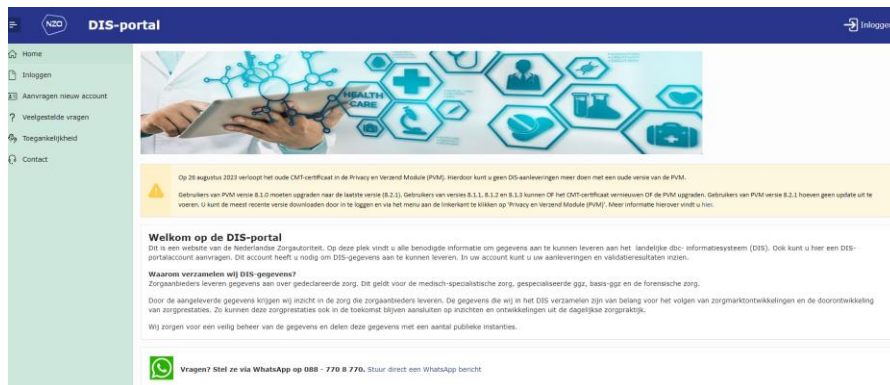 NZa DIS-portal Inloggen
Home
Inloggen
Aanvragen nieuw account
Veelgestelde vragen
Toegankelijkheid
Contact
HEALTH
CARE
Op 26 augustus 2023 verloopt het oude CMT-certificaat in de Privacy en Verzend Module (PVM). Hierdoor kunt u geen DIS-aanleveringen meer doen met een oude versie van de PVM.
Gebruikers van PVM versie 8.1.0 moeten upgraden naar de laatste versie (8.2.1). Gebruikers van versies 8.1.1, 8.1.2 en 8.1.3 kunnen OF het CMT-certificaat vernieuwen OF de PVM upgraden. Gebruikers van PVM versie 8.2.1 hoeven geen update uit te
voeren. U kunt de meest recente versie downloaden door in te loggen en via het menu aan de linkerkant te klikken op 'Privacy en Verzend Module (PVM)'. Meer informatie hierover vindt u hier.
Welkom op de DIS-portal
Dit is een website van de Nederlandse Zorgautoriteit. Op deze plek vindt u alle benodigde informatie om gegevens aan te kunnen leveren aan het landelijke dbc- informatiesysteem (DIS). Ook kunt u hier een DIS-
portalaccount aanvragen. Dit account heeft u nodig om DIS-gegevens aan te kunnen leveren. In uw account kunt u uw aanleveringen en validatieresultaten inzien.
Waarom verzamelen wij DIS-gegevens?
Zorgaanbieders leveren gegevens aan over gedeclareerde zorg. Dit geldt voor de medisch-specialistische zorg, gespecialiseerde ggz, basis-ggz en de forensische zorg.
Door de aangeleverde gegevens krijgen wij inzicht in de zorg die zorgaanbieders leveren. De gegevens die wij in het DIS verzamelen zijn van belang voor het volgen van zorgmarktontwikkelingen en de doorontwikkeling
van zorgprestaties. Zo kunnen deze zorgprestaties ook in de toekomst blijven aansluiten op inzichten en ontwikkelingen uit de dagelijkse zorgpraktijk.
Wij zorgen voor een veilig beheer van de gegevens en delen deze gegevens met een aantal publieke instanties.
Vragen? Stel ze via WhatsApp op 088 - 770 8 770. Stuur direct een WhatsApp bericht